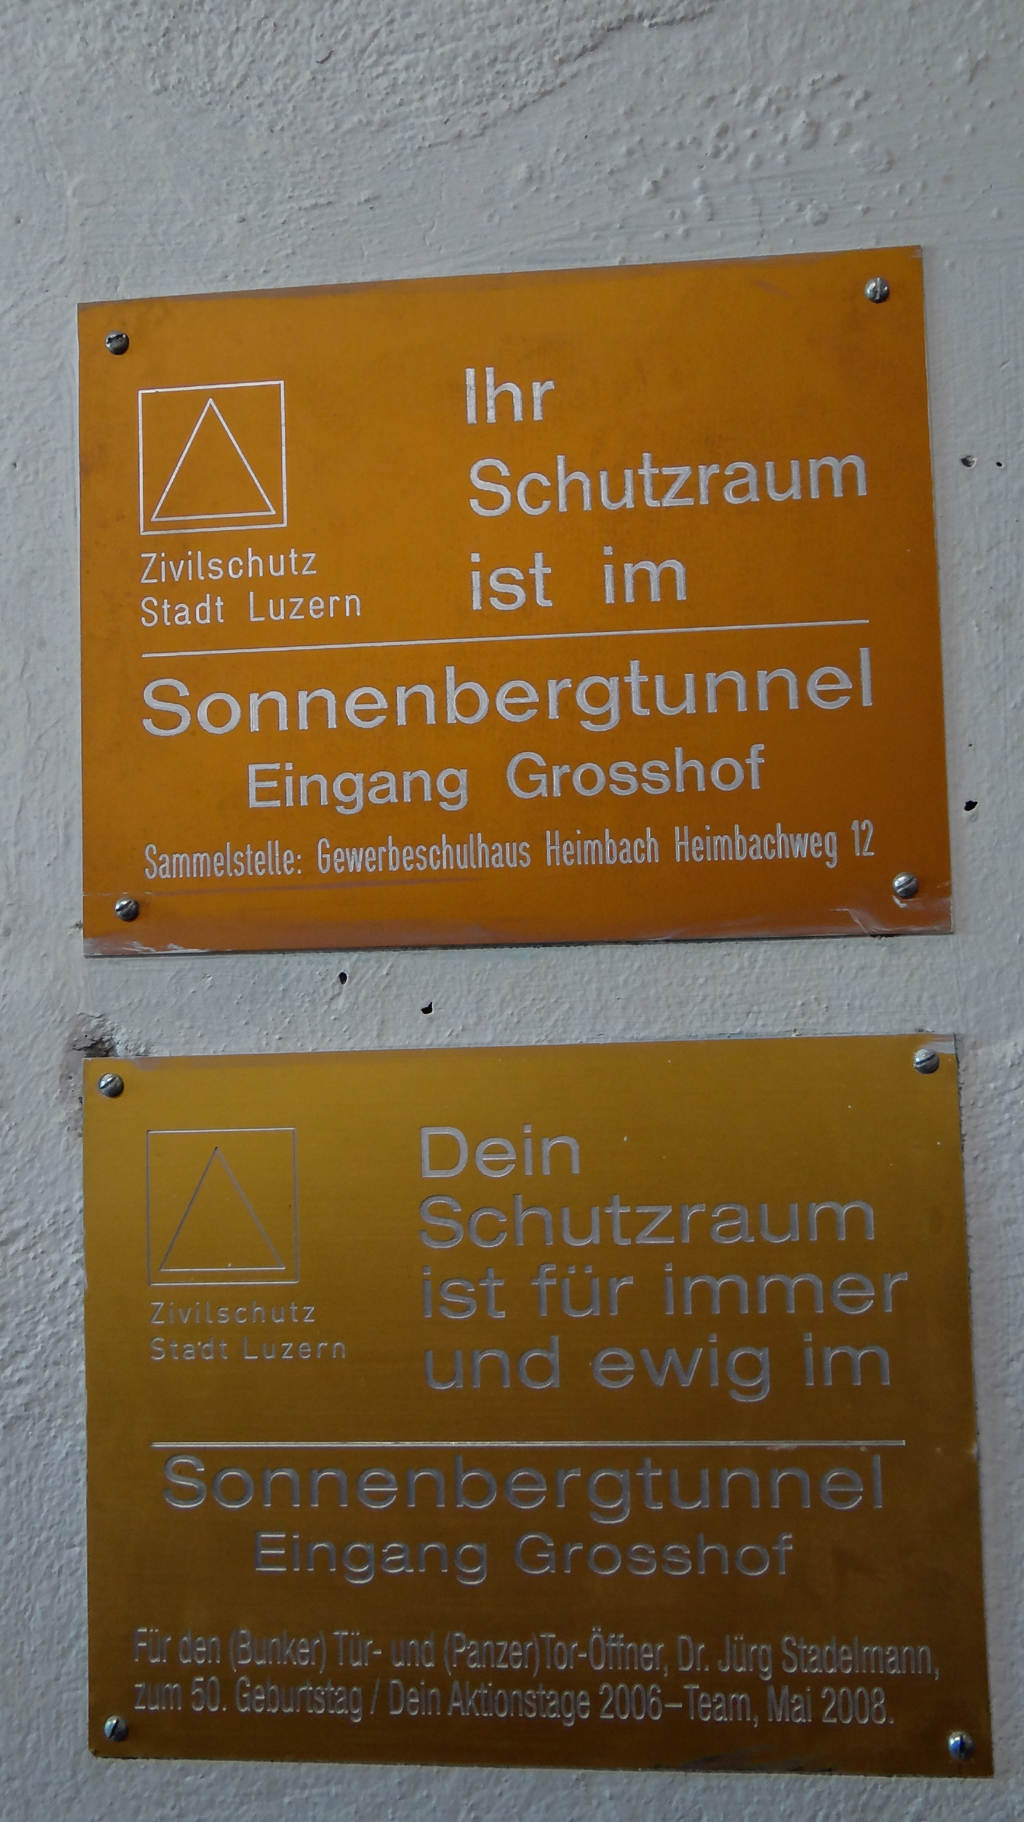 Ihr
Schutzraum
ist im
Zivilschutz
Stadt Luzern
Sonnenbergtunnel
Eingang Grosshof
Sammelstelle: Gewerbeschulhaus Heimbach Heimbachweg 12
Dein
Schutzraum
ist für immer
und ewig im
Zivilschutz
Stadt Luzern
Sonnenbergtunnel
Eingang Grosshof
Für den (Bunker) Tür- und (Panzer)Tor-Öffner, Dr. Jürg Stadelmann,
zum 50. Geburtstag / Dein Aktionstage 2006–Team, Mai 2008.